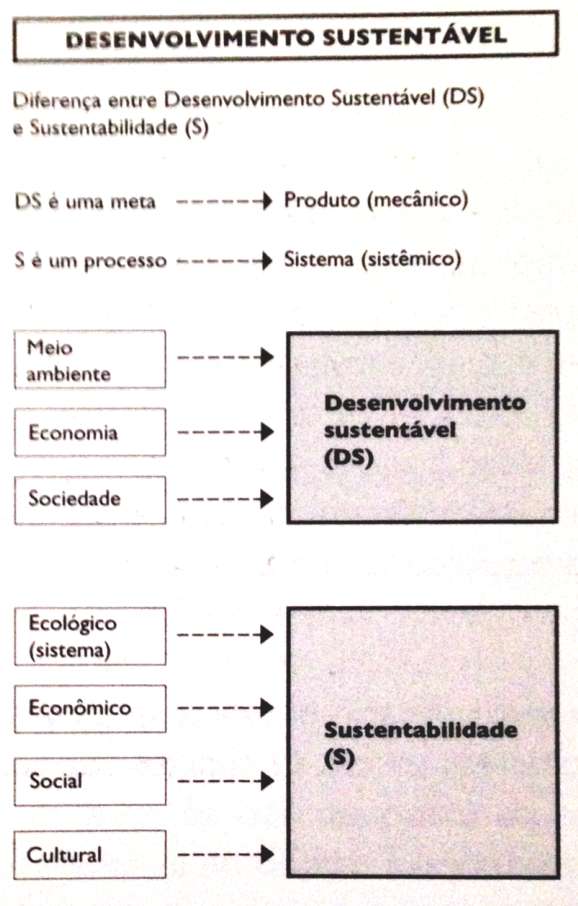 DESENVOLVIMENTO SUSTENTÁVEL
Diferença entre Desenvolvimento Sustentável (DS)
e Sustentabilidade (S)
DS é uma meta
Produto (mecânico)
S é um processo
Sistema (sistêmico)
Meio
ambiente
Economia
Sociedade
Desenvolvimento
sustentável
(DS)
Ecológico
(sistema)
Econômico
Social
Cultural
Sustentabilidade
(S)